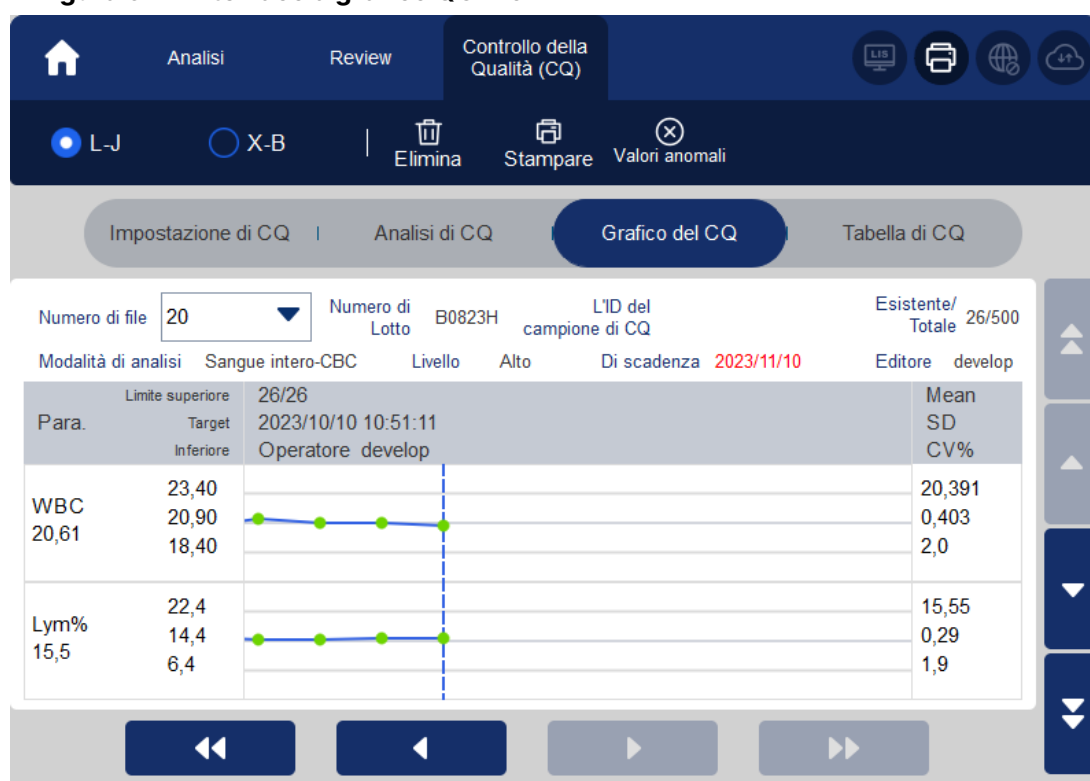 Analisi Review Controllo della Qualità (CQ) LIS
L-J X-B Elimina Stampare Valori anomali
Impostazione di CQ Analisi di CQ Grafico del CQ Tabella di CQ
Numero di file 20 Numero di Lotto B0823H L'ID del campione di CQ Esistente/ Totale 26/500
Modalità di analisi Sangue intero-CBC Livello Alto Di scadenza 2023/11/10 Editore develop
Para. Limite superiore 26/26 Mean
Target 2023/10/10 10:51:11 SD
Inferiore Operatore develop CV%
WBC 23,40 20,391
20,61 20,90 0,403
18,40 2,0
Lym% 22,4 15,55
15,5 14,4 0,29
6,4 1,9